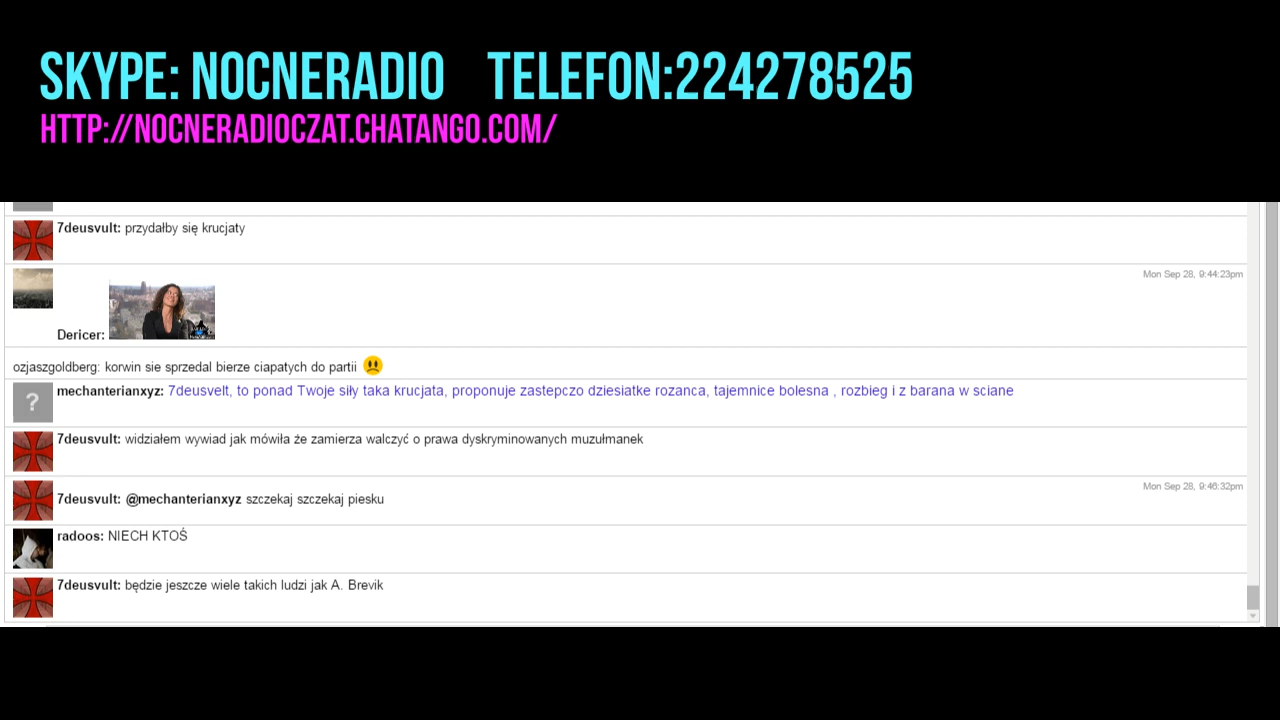 SKYPE: NOCNERADIO TELEFON:224278525
HTTP://NOCNERADIOCZAT.CHATANGO.COM/
7deusvult: przydałby się krucjaty
Mon Sep 28, 9:44:23pm
Dericer:
ozjaszgoldberg: korwin sie sprzedal bierze ciapatych do partii
?
mechanterianxyz: 7deusvelt, to ponad Twoje siły taka krucjata, proponuje zastepczo dziesiatke rozanca, tajemnice bolesna , rozbieg i z barana w sciane
7deusvult: widziałem wywiad jak mówiła że zamierza walczyć o prawa dyskryminowanych muzułmanek
Mon Sep 28, 9:46:32pm
7deusvult: @mechanterianxyz szczekaj szczekaj piesku
radoos: NIECH KTOŚ
7deusvult: będzie jeszcze wiele takich ludzi jak A. Brevik